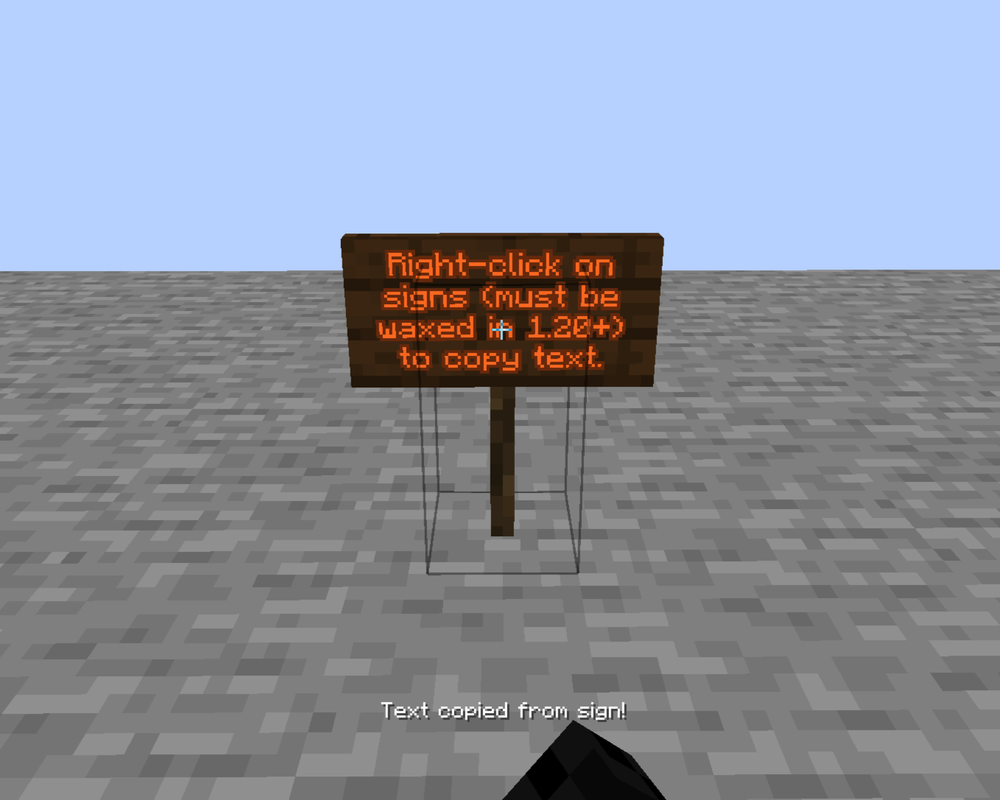 Right-click on
signs (must be
waxed in 1.20+)
to copy text.
Text copied from sign!